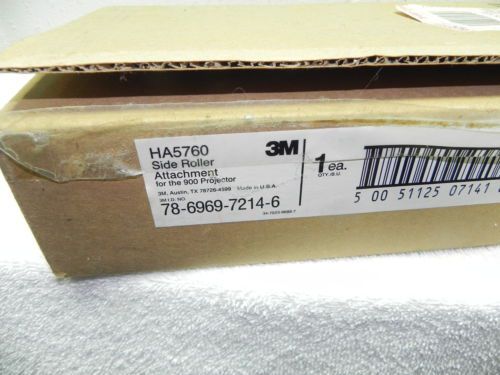 HA5760
Side Roller
Attachment
for the 900 Projector
3M, Austin, TX 78726-4399 Made in U.S.A.
3M I.D. NO.
78-6969-7214-6
3M
1 ea.
QTY./S.U.
5 00 51125 07141